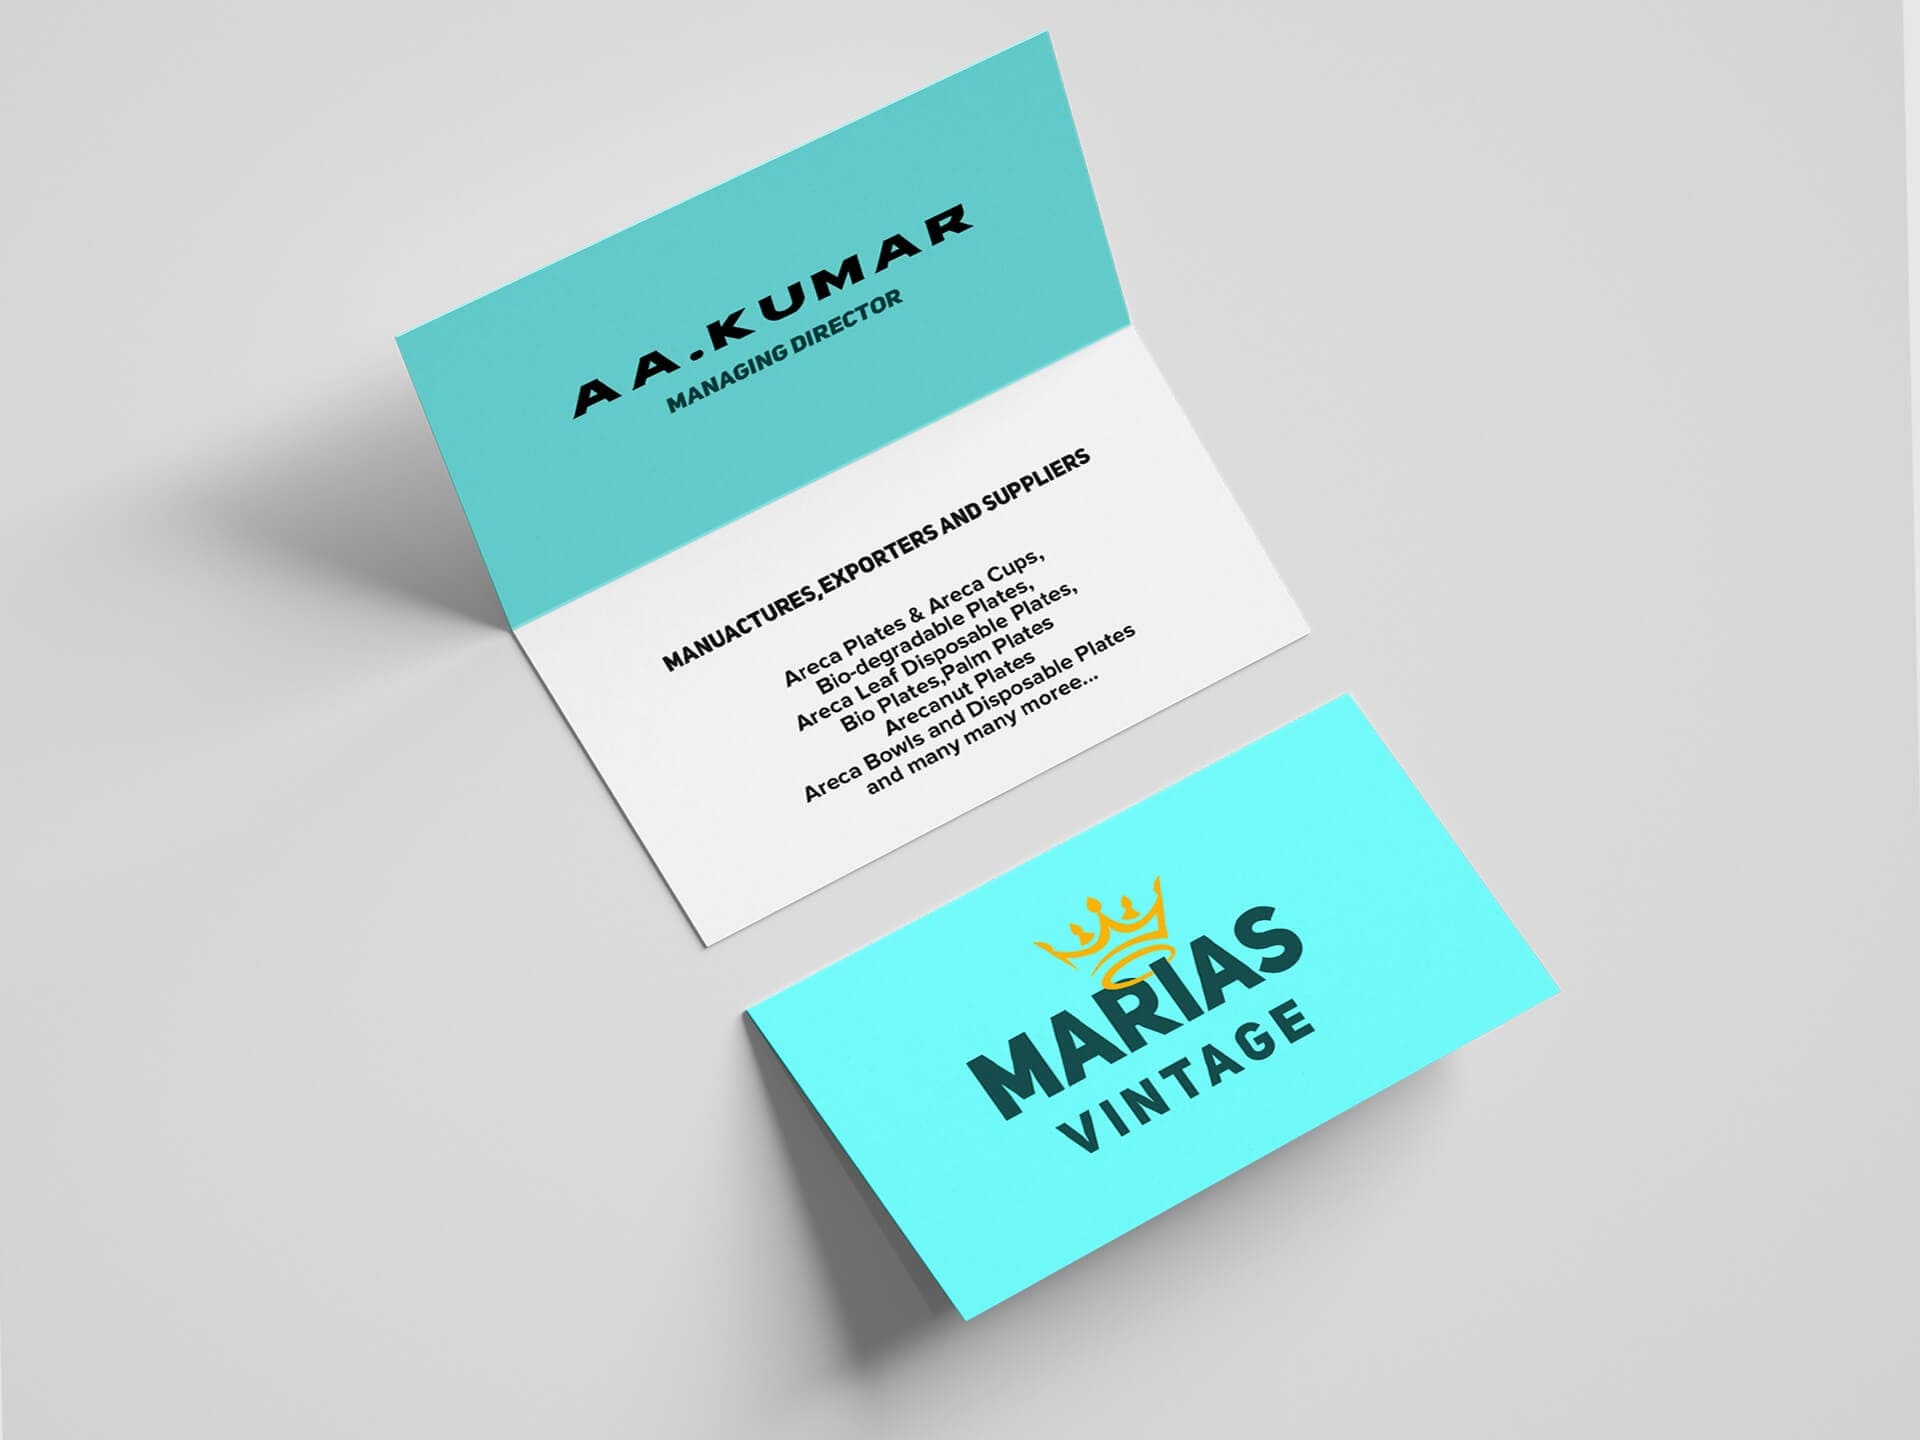 AA.KUMAR
MANAGING DIRECTOR
MANUACTURES,EXPORTERS AND SUPPLIERS
Areca Plates & Areca Cups,
Bio-degradable Plates,
Areca Leaf Disposable Plates,
Bio Plates,Palm Plates
Arecanut Plates
Areca Bowls and Disposable Plates
and many many moree...
MARIAS
VINTAGE